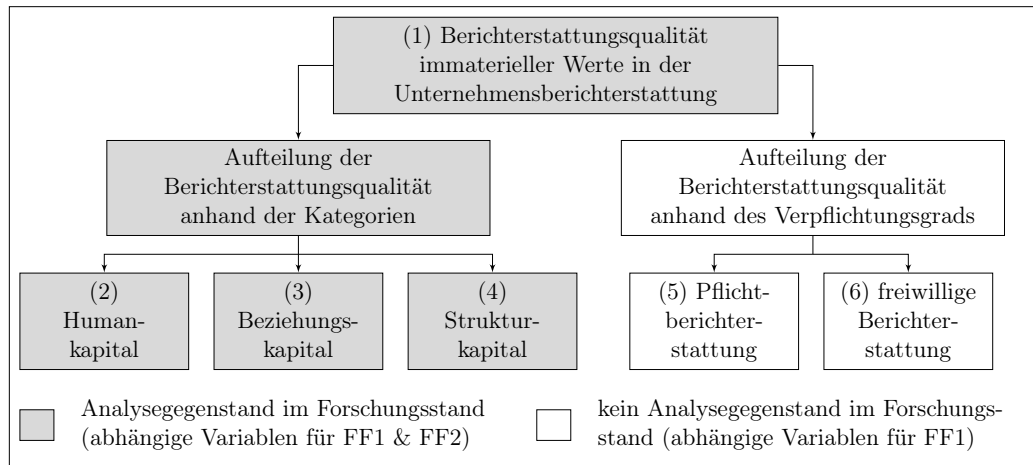 (1) Berichterstattungsqualität
immaterieller Werte in der
Unternehmensberichterstattung
Aufteilung der
Berichterstattungsqualität
anhand der Kategorien
Aufteilung der
Berichterstattungsqualität
anhand des Verpflichtungsgrads
(2)
Human-
kapital
(3)
Beziehungs-
kapital
(4)
Struktur-
kapital
(5) Pflicht-
berichter-
stattung
(6) freiwillige
Berichter-
stattung
Analysegegenstand im Forschungsstand
(abhängige Variablen für FF1 & FF2)
kein Analysegegenstand im Forschungs-
stand (abhängige Variablen für FF1)